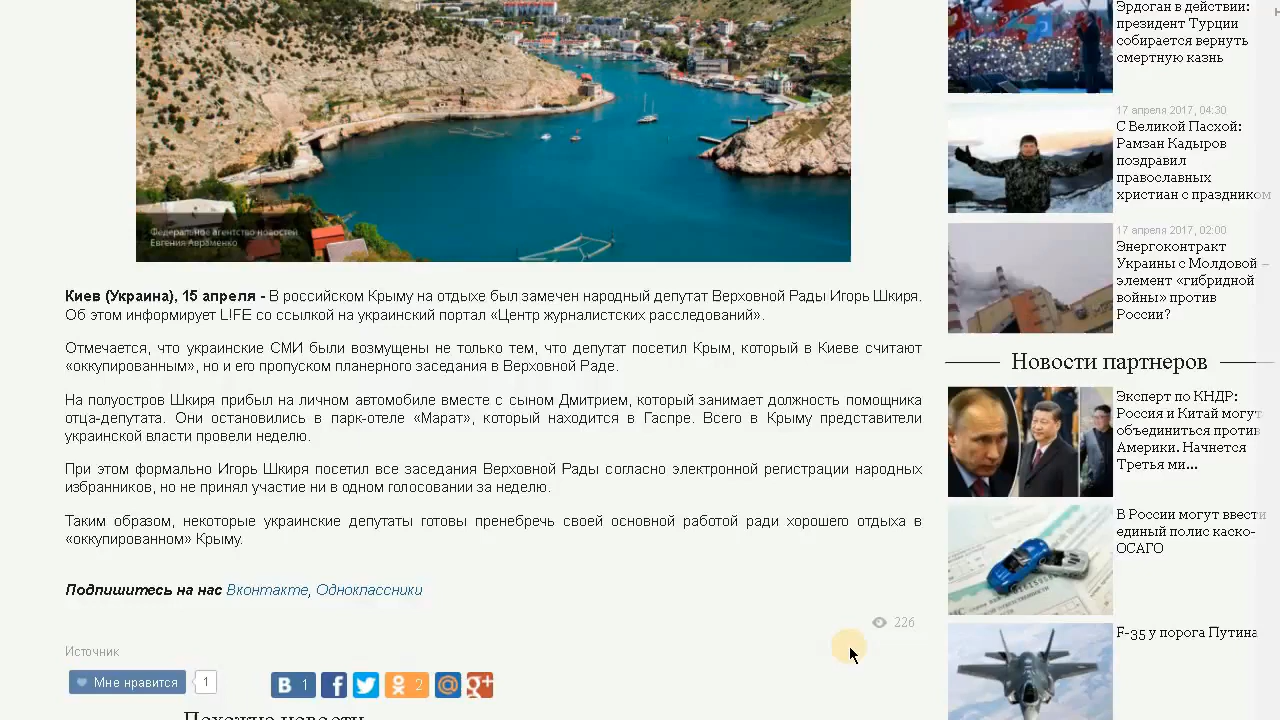 Федеральное агентство новостей
Евгения Авраменко
Киев (Украина), 15 апреля - В российском Крыму на отдыхе был замечен народный депутат Верховной Рады Игорь Шкиря.
Об этом информирует L!FE со ссылкой на украинский портал «Центр журналистских расследований».
Отмечается, что украинские СМИ были возмущены не только тем, что депутат посетил Крым, который в Киеве считают
«оккупированным», но и его пропуском планерного заседания в Верховной Раде.
На полуостров Шкиря прибыл на личном автомобиле вместе с сыном Дмитрием, который занимает должность помощника
отца-депутата. Они остановились в парк-отеле «Марат», который находится в Гаспре. Всего в Крыму представители
украинской власти провели неделю.
При этом формально Игорь Шкиря посетил все заседания Верховной Рады согласно электронной регистрации народных
избранников, но не принял участие ни в одном голосовании за неделю.
Таким образом, некоторые украинские депутаты готовы пренебречь своей основной работой ради хорошего отдыха в
«оккупированном» Крыму.
Подпишитесь на нас Вконтакте, Одноклассники
226
Источник
Мне нравится 1
1
2
Похожие новости
Эрдоган в действии:
президент Турции
собирается вернуть
смертную казнь
17 апреля 2017, 04:30
С Великой Пасхой:
Рамзан Кадыров
поздравил
православных
христиан с праздником
17 апреля 2017, 02:00
Энергоконтракт
Украины с Молдовой –
элемент «гибридной
войны» против
России?
Новости партнеров
Эксперт по КНДР:
Россия и Китай могут
объединиться против
Америки. Начнется
Третья ми...
В России могут ввести
единый полис каско-
ОСАГО
F-35 у порога Путина